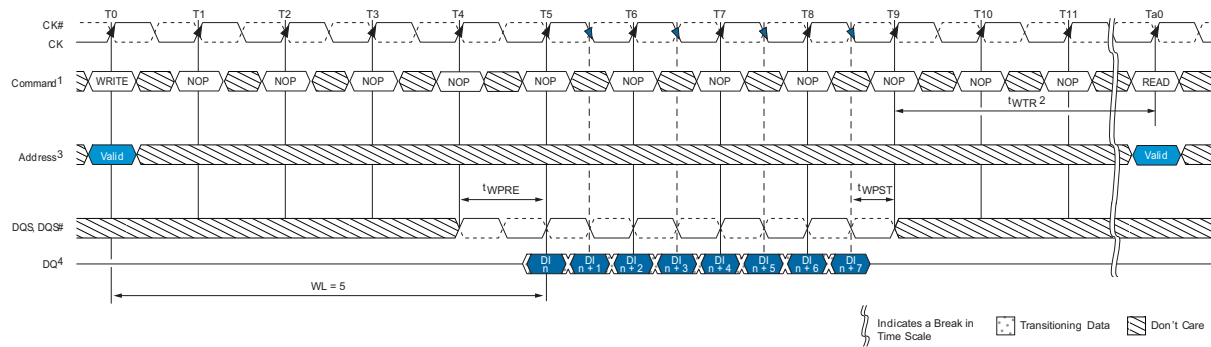 T0 T1 T2 T3 T4 T5 T6 T7 T8 T9 T10 T11 Ta0
CK#
CK
Command1 WRITE NOP NOP NOP NOP NOP NOP NOP NOP NOP NOP NOP READ
tWTR 2
Address3 Valid Valid
tWPRE tWPST
DQS, DQS#
DQ4 DI n DI n + 1 DI n + 2 DI n + 3 DI n + 4 DI n + 5 DI n + 6 DI n + 7
WL = 5
Indicates a Break in
Time Scale
Transitioning Data
Don't Care